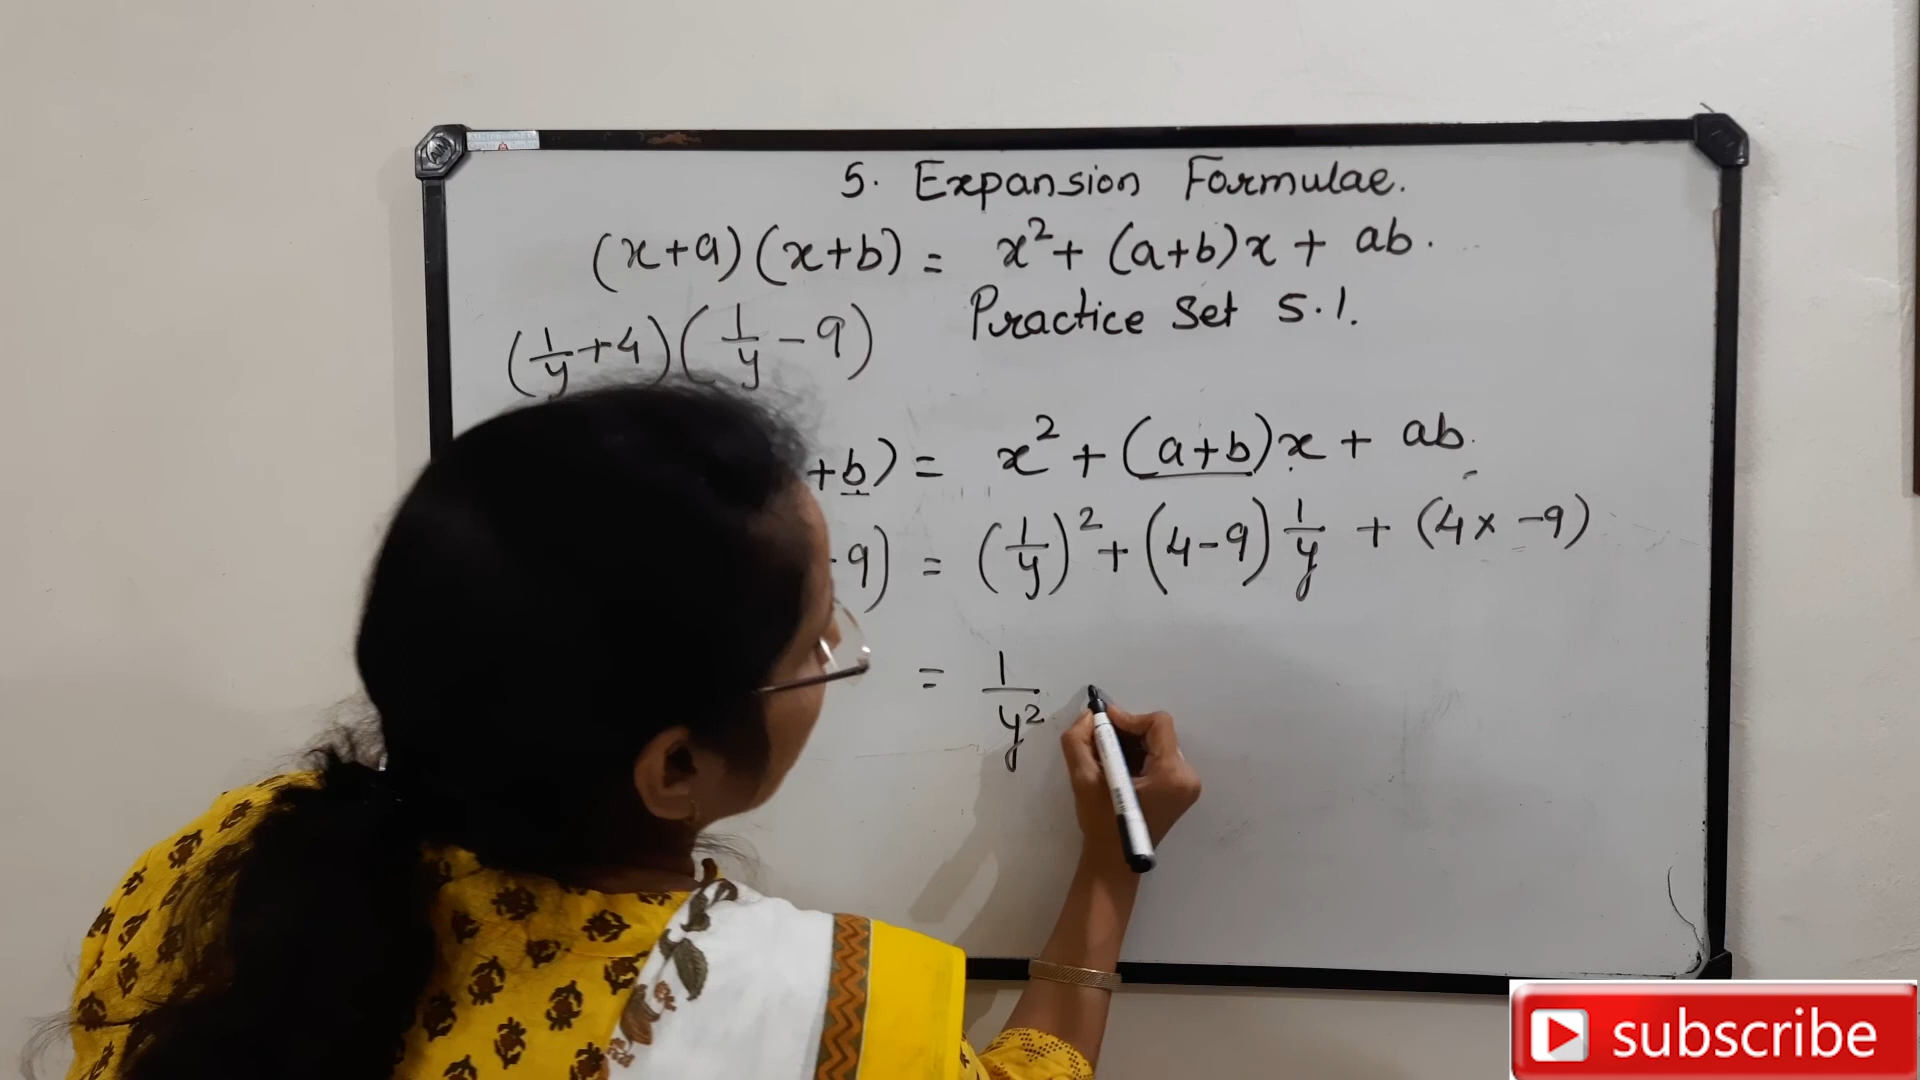 5. Expansion Formulae.
(x+a)(x+b) = x² + (a+b)x + ab.
Practice Set 5.1.
(1/y+4)(1/y-9)
+b) = x² + (a+b)x + ab.
-9) = (1/y)² + (4-9) 1/y + (4x -9)
= 1/y²
subscribe